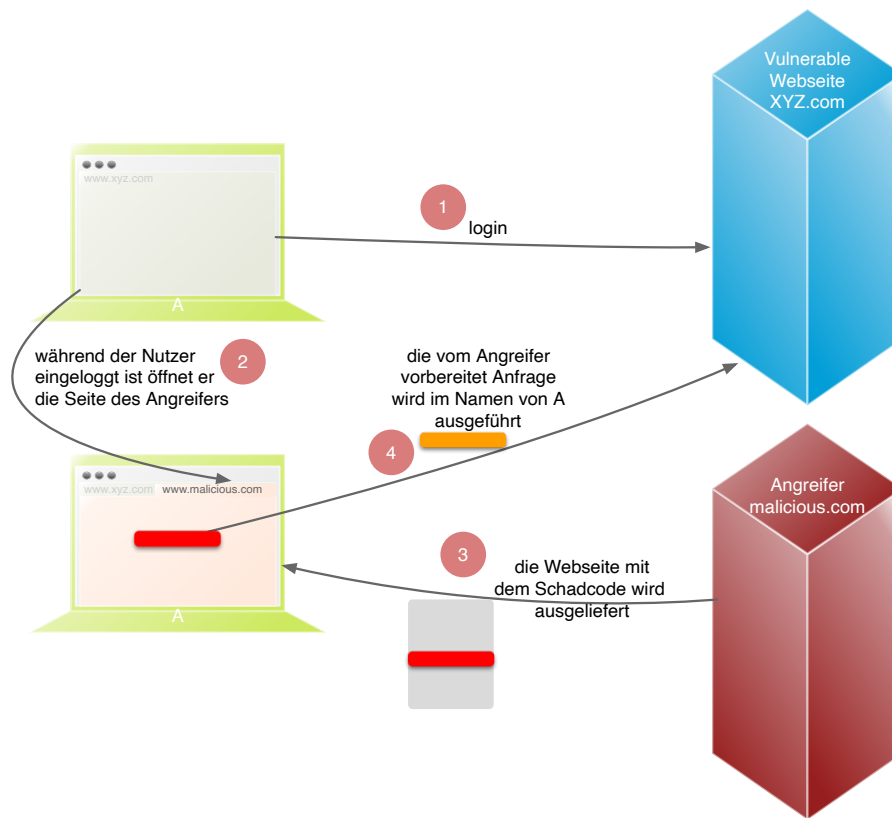 Vulnerable
Webseite
XYZ.com
www.xyz.com
1
login
A
während der Nutzer
eingeloggt ist öffnet er
die Seite des Angreifers
2
die vom Angreifer
vorbereitet Anfrage
wird im Namen von A
ausgeführt
4
www.xyz.com www.malicious.com
A
3
die Webseite mit
dem Schadcode wird
ausgeliefert
Angreifer
malicious.com